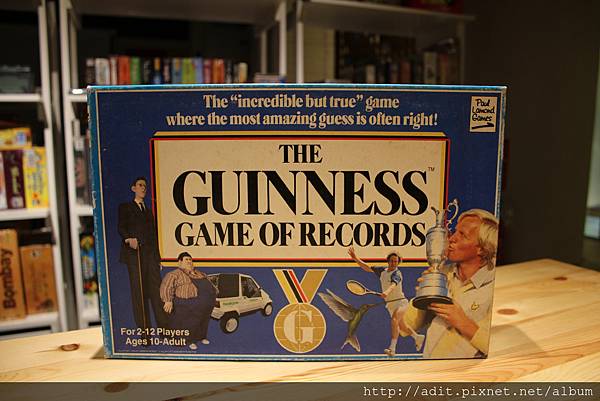 The "incredible but true" game
where the most amazing guess is often right!
Paul
Lamond
Games
THE
GUINNESS™
GAME OF RECORDS
G
For 2-12 Players
Ages 10-Adult
Bombay
http://adit.pixnet.net/album